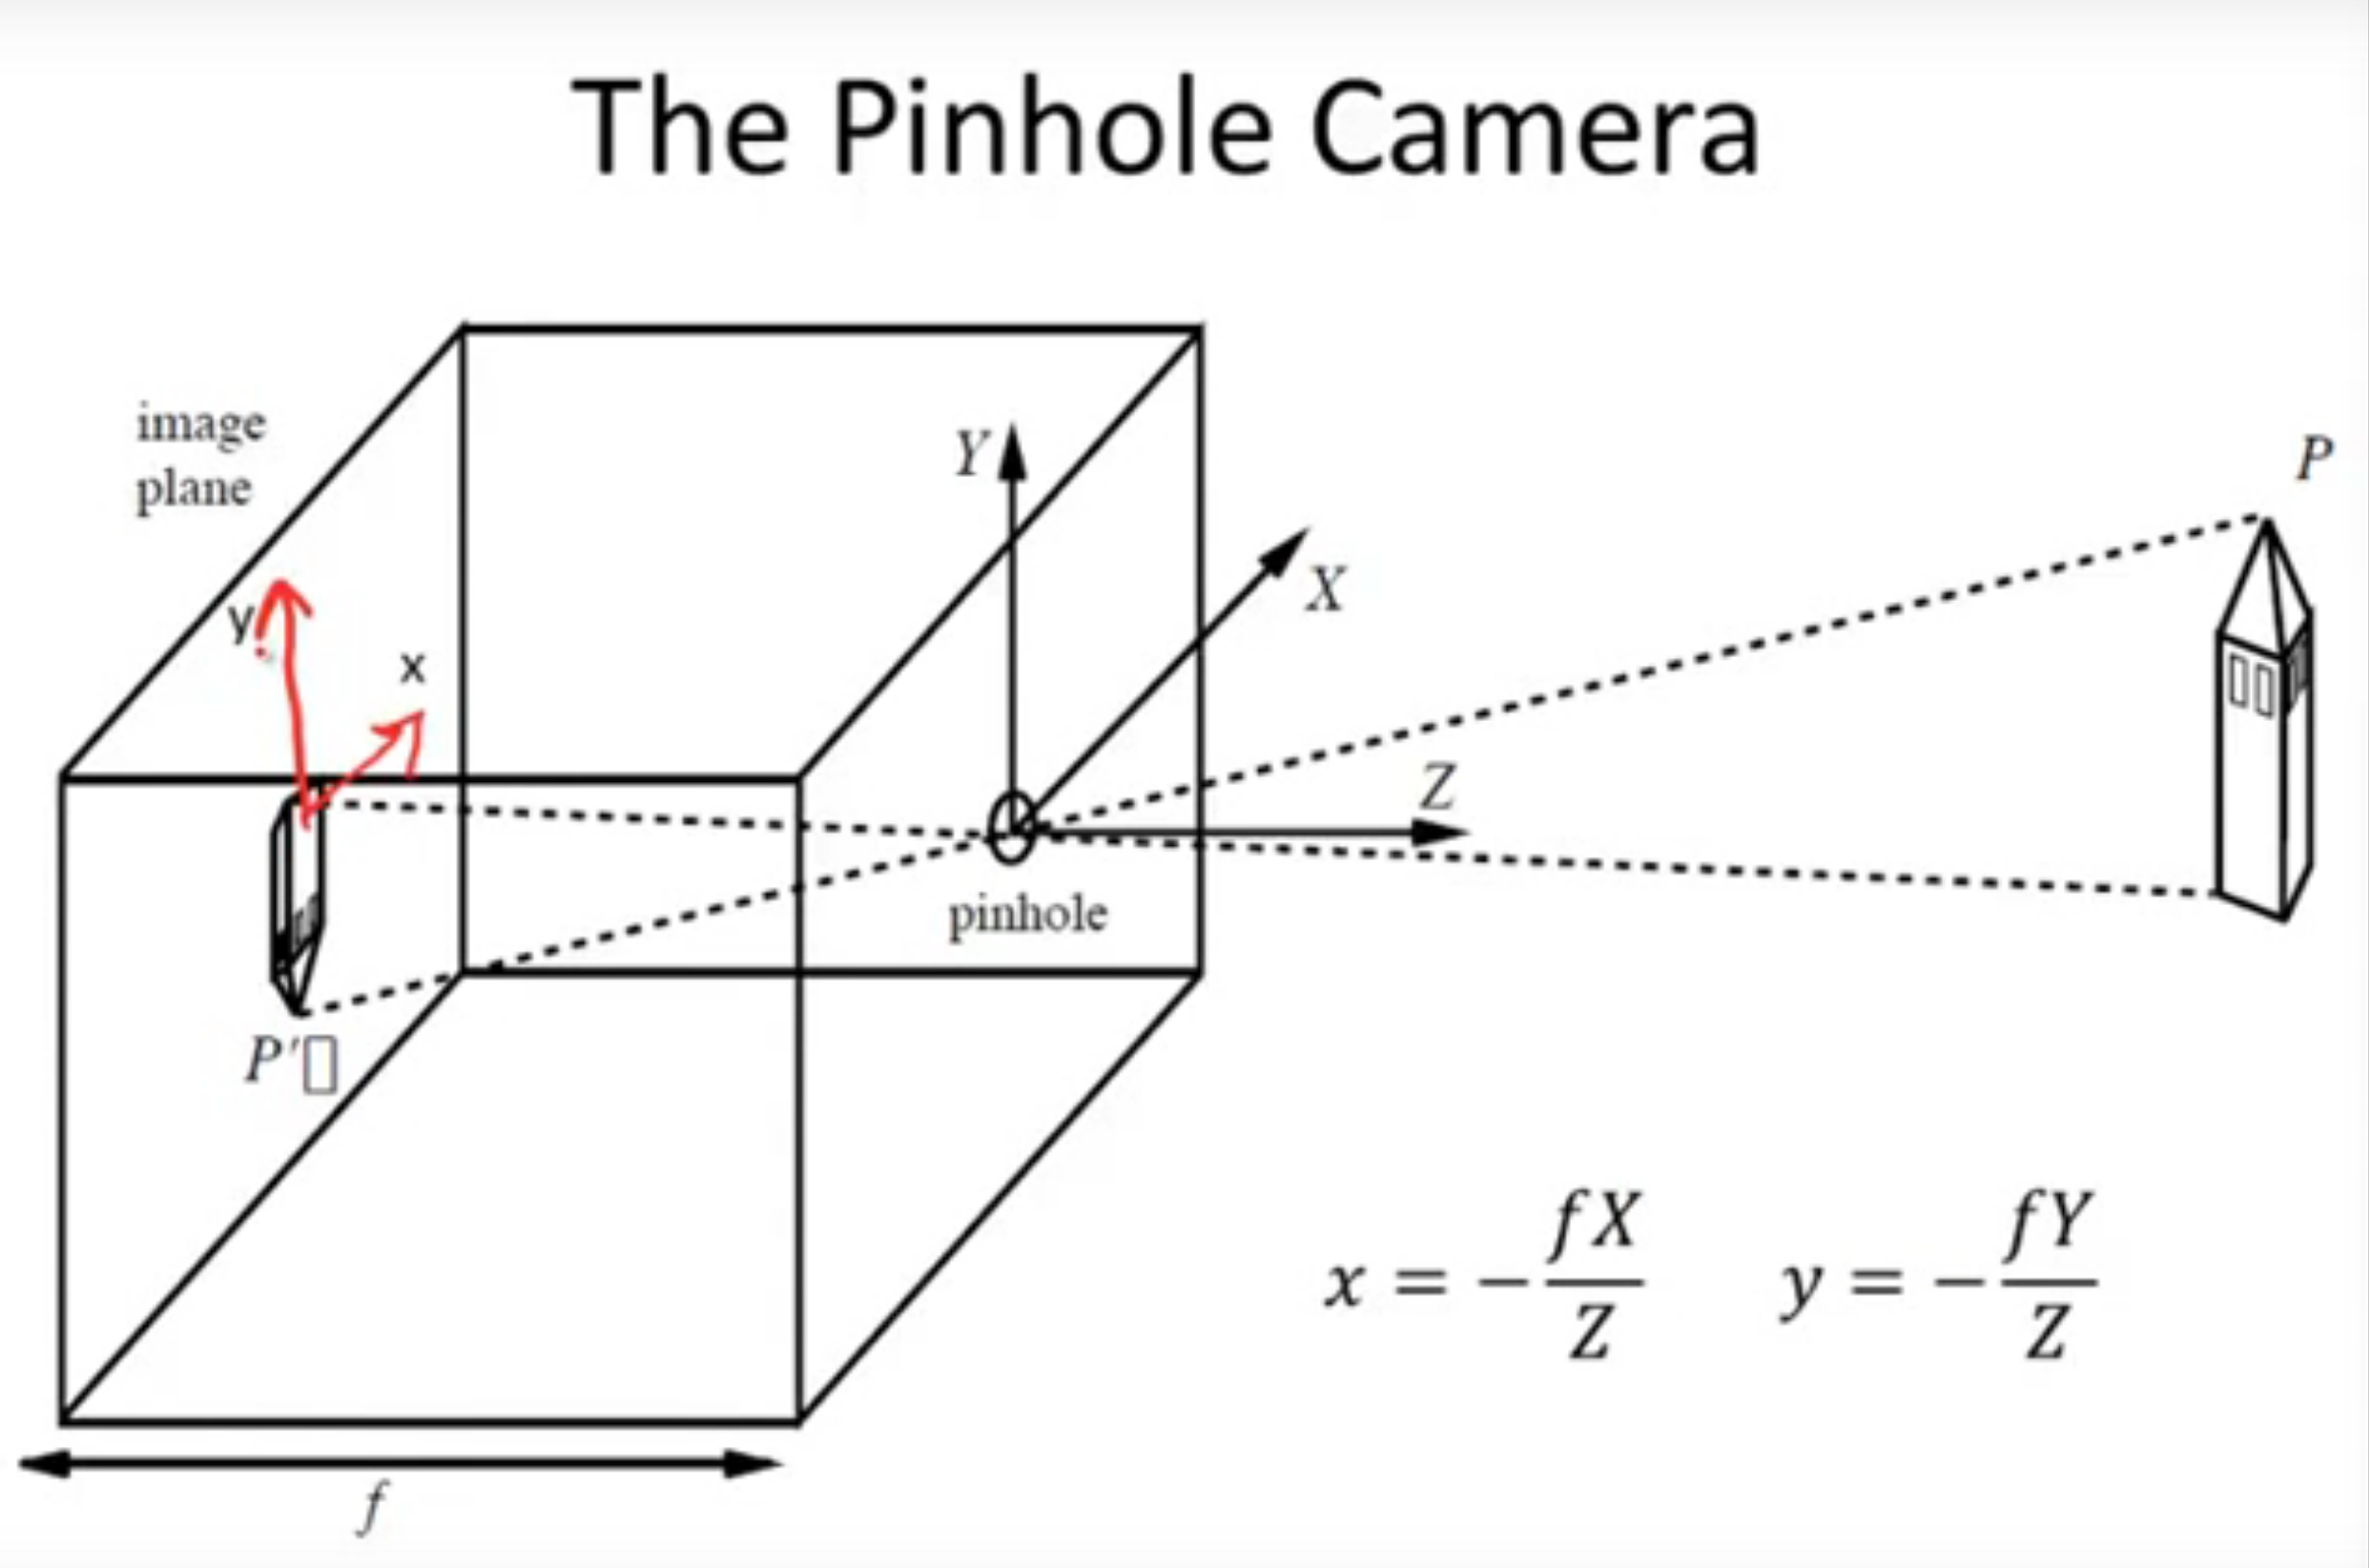 The Pinhole Camera
image
plane
Y
P
X
y
x
Z
pinhole
P′▯
x = −fX/Z    y = −fY/Z
f